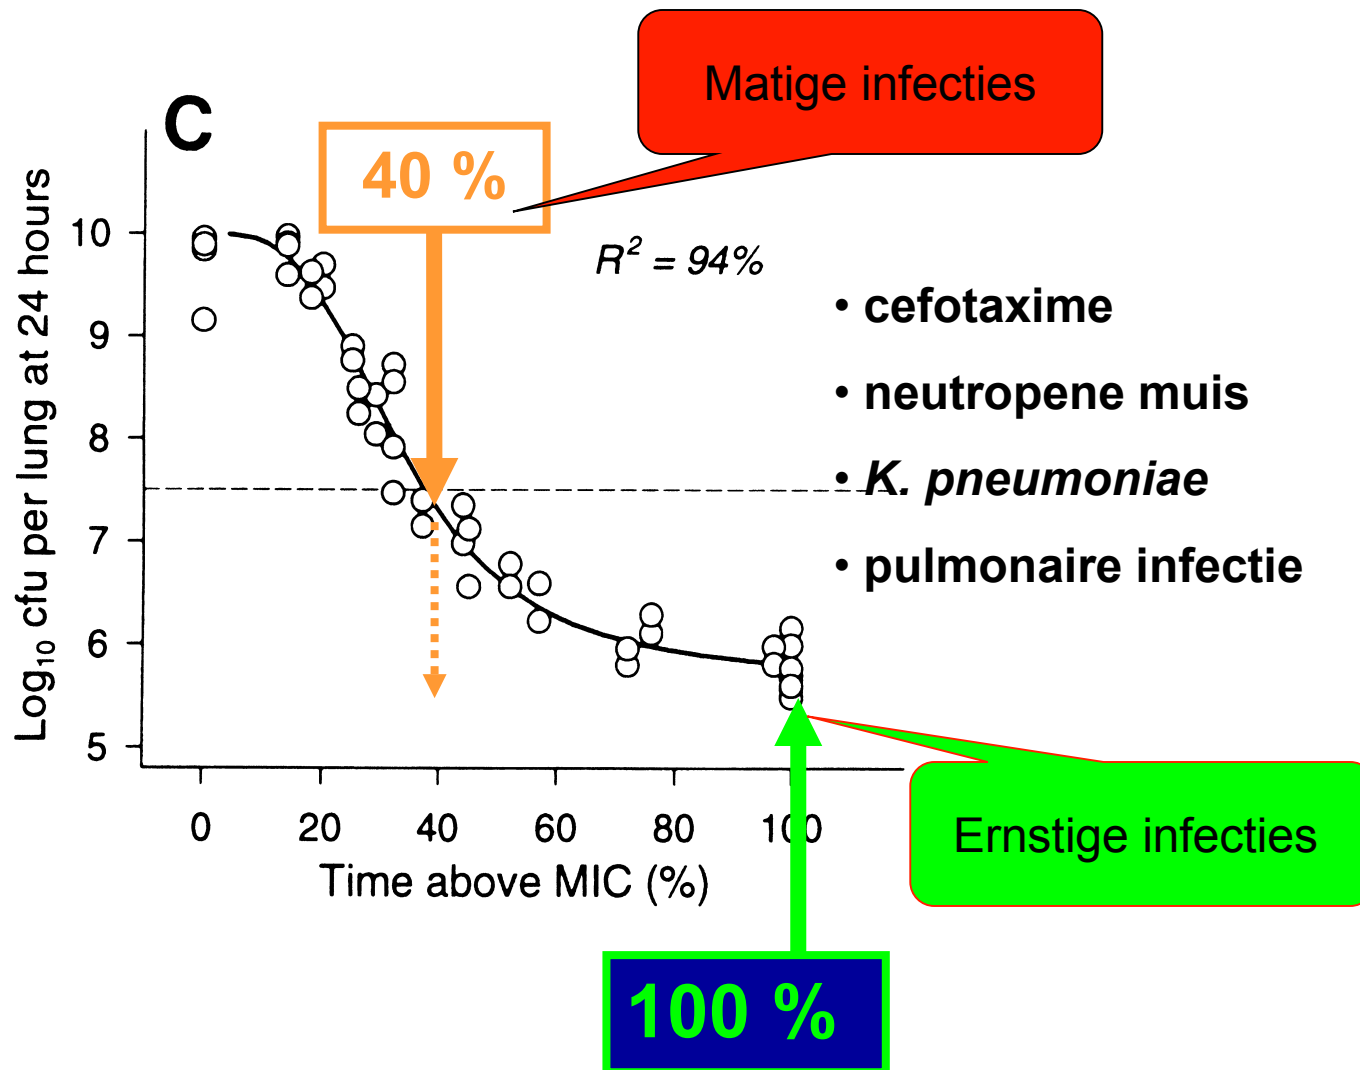 Matige infecties
C
40 %
R² = 94%
Log₁₀ cfu per lung at 24 hours
10
9
8
7
6
5
• cefotaxime
• neutropene muis
• K. pneumoniae
• pulmonaire infectie
0 20 40 60 80 100
Time above MIC (%)
Ernstige infecties
100 %